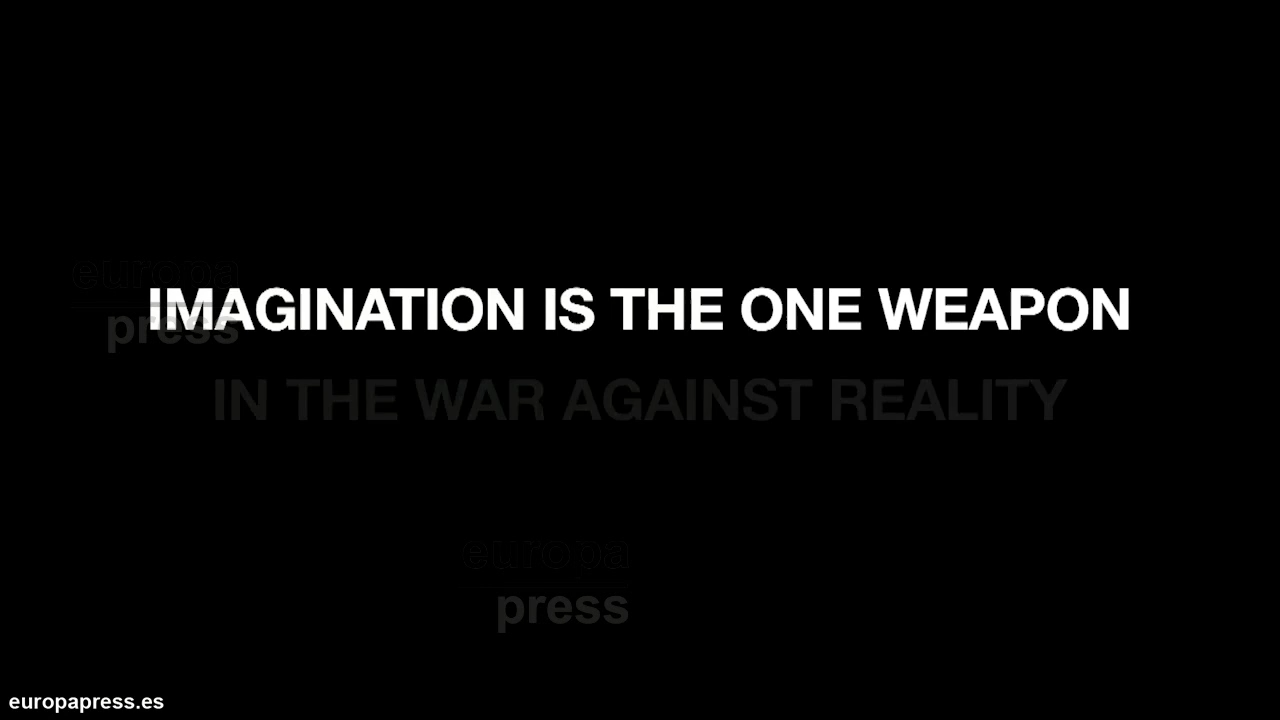 europa
press
IMAGINATION IS THE ONE WEAPON
IN THE WAR AGAINST REALITY
europa
press
europapress.es